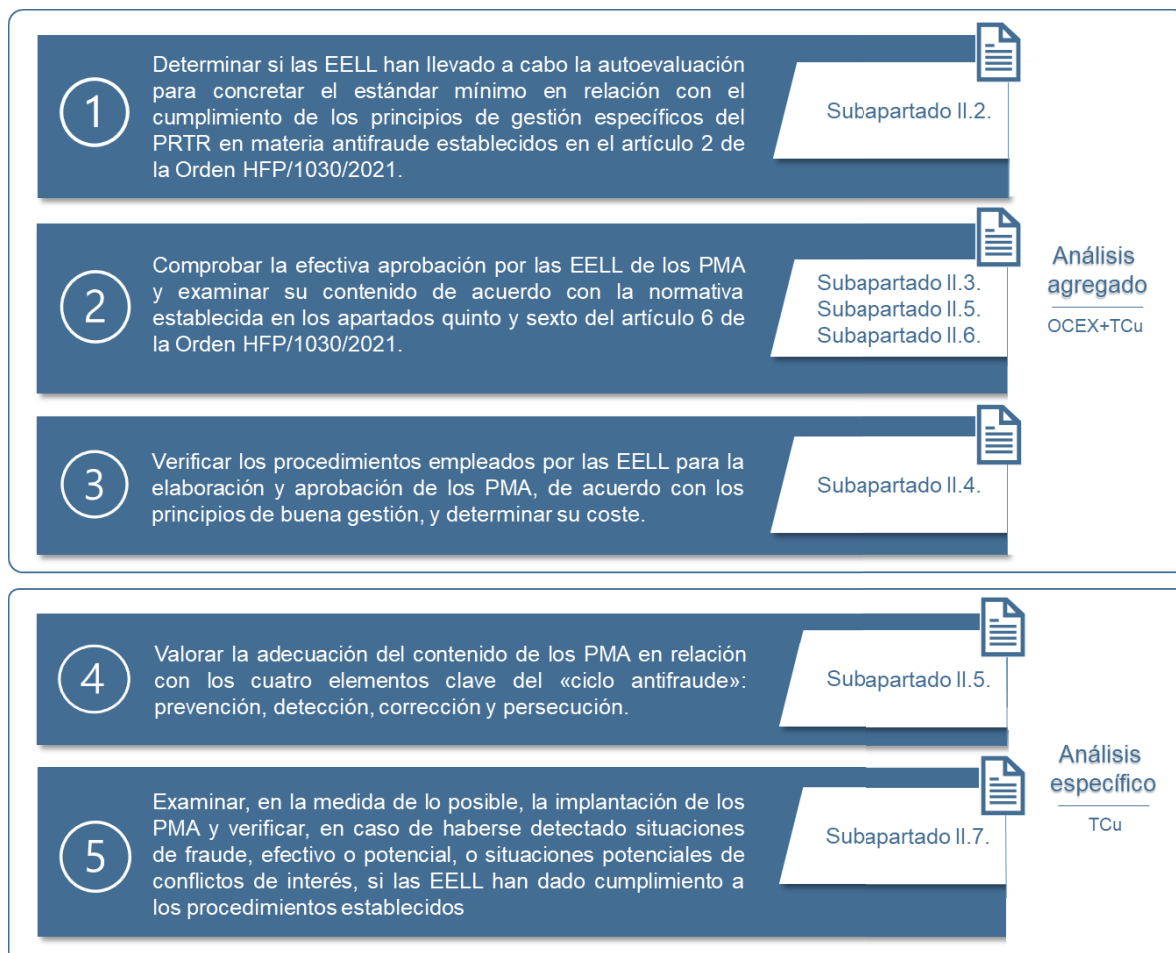 1
Determinar si las EELL han llevado a cabo la autoevaluación
para concretar el estándar mínimo en relación con el
cumplimiento de los principios de gestión específicos del
PRTR en materia antifraude establecidos en el artículo 2 de
la Orden HFP/1030/2021.
Subapartado II.2.
2
Comprobar la efectiva aprobación por las EELL de los PMA
y examinar su contenido de acuerdo con la normativa
establecida en los apartados quinto y sexto del artículo 6 de
la Orden HFP/1030/2021.
Subapartado II.3.
Subapartado II.5.
Subapartado II.6.
Análisis
agregado
OCEX+TCu
3
Verificar los procedimientos empleados por las EELL para la
elaboración y aprobación de los PMA, de acuerdo con los
principios de buena gestión, y determinar su coste.
Subapartado II.4.
4
Valorar la adecuación del contenido de los PMA en relación
con los cuatro elementos clave del «ciclo antifraude»:
prevención, detección, corrección y persecución.
Subapartado II.5.
Análisis
específico
TCu
5
Examinar, en la medida de lo posible, la implantación de los
PMA y verificar, en caso de haberse detectado situaciones
de fraude, efectivo o potencial, o situaciones potenciales de
conflictos de interés, si las EELL han dado cumplimiento a
los procedimientos establecidos
Subapartado II.7.